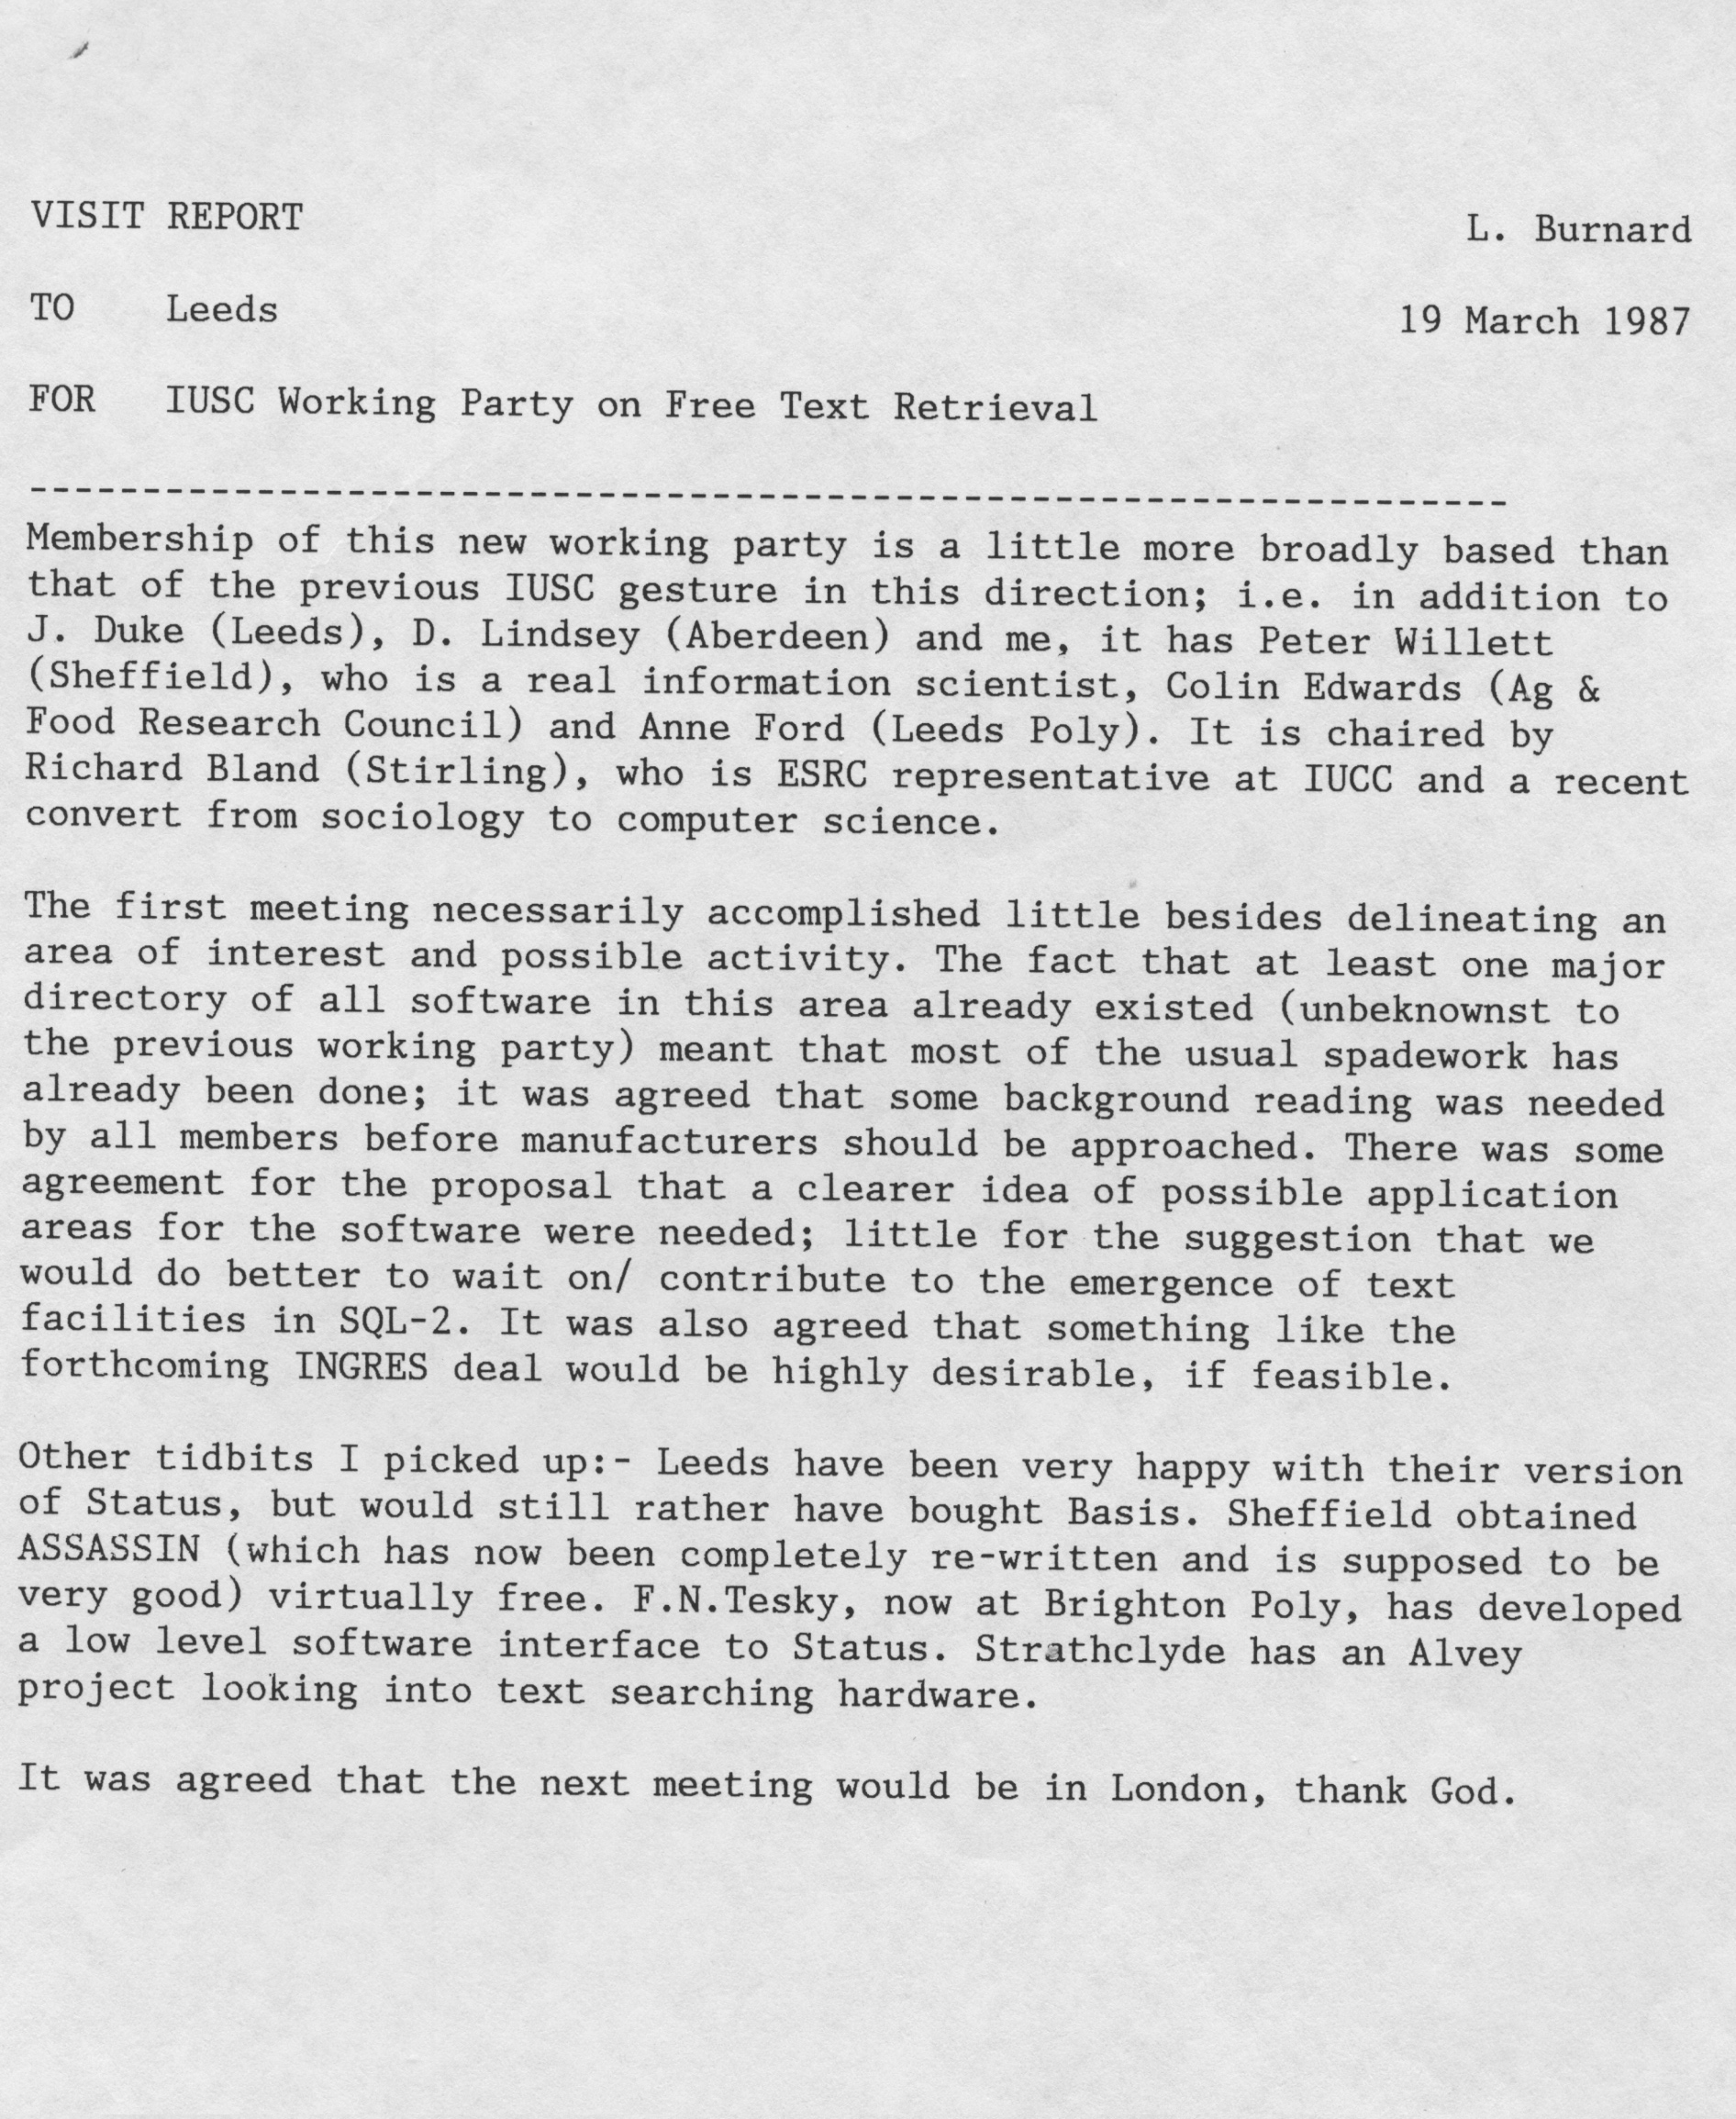 VISIT REPORT L. Burnard
TO Leeds 19 March 1987
FOR IUSC Working Party on Free Text Retrieval
-----------------------------------------------------------------
Membership of this new working party is a little more broadly based than
that of the previous IUSC gesture in this direction; i.e. in addition to
J. Duke (Leeds), D. Lindsey (Aberdeen) and me, it has Peter Willett
(Sheffield), who is a real information scientist, Colin Edwards (Ag &
Food Research Council) and Anne Ford (Leeds Poly). It is chaired by
Richard Bland (Stirling), who is ESRC representative at IUCC and a recent
convert from sociology to computer science.
The first meeting necessarily accomplished little besides delineating an
area of interest and possible activity. The fact that at least one major
directory of all software in this area already existed (unbeknownst to
the previous working party) meant that most of the usual spadework has
already been done; it was agreed that some background reading was needed
by all members before manufacturers should be approached. There was some
agreement for the proposal that a clearer idea of possible application
areas for the software were needed; little for the suggestion that we
would do better to wait on/ contribute to the emergence of text
facilities in SQL-2. It was also agreed that something like the
forthcoming INGRES deal would be highly desirable, if feasible.
Other tidbits I picked up:- Leeds have been very happy with their version
of Status, but would still rather have bought Basis. Sheffield obtained
ASSASSIN (which has now been completely re-written and is supposed to be
very good) virtually free. F.N.Tesky, now at Brighton Poly, has developed
a low level software interface to Status. Strathclyde has an Alvey
project looking into text searching hardware.
It was agreed that the next meeting would be in London, thank God.